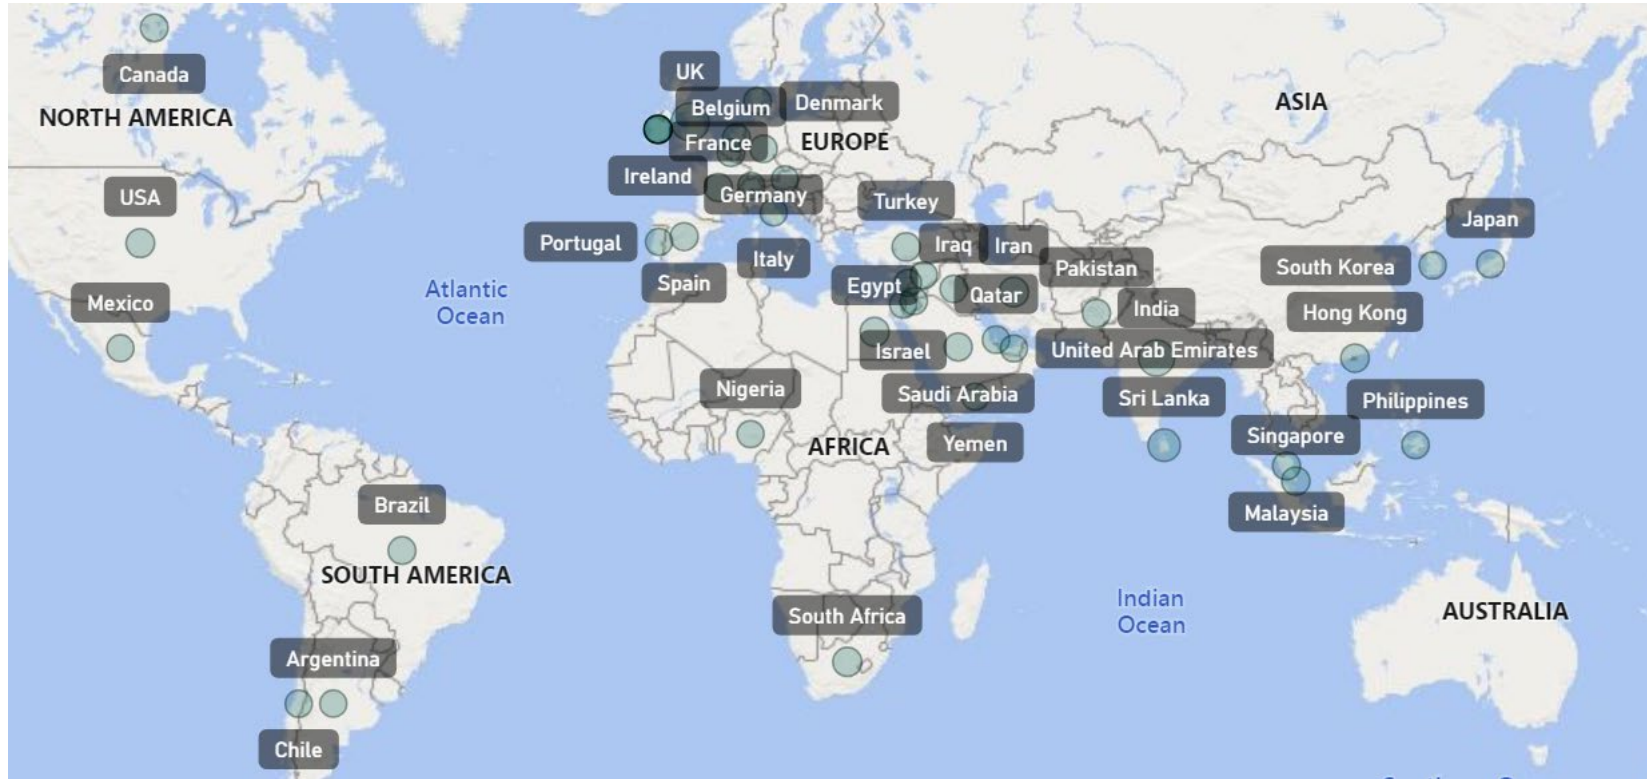 Canada
UK
Belgium
Denmark
NORTH AMERICA
ASIA
France
EUROPE
Ireland
USA
Germany
Turkey
Japan
Portugal
Iraq
Iran
Italy
Pakistan
South Korea
Spain
Egypt
Qatar
Atlantic
Ocean
Mexico
India
Hong Kong
Israel
United Arab Emirates
Nigeria
Saudi Arabia
Sri Lanka
Philippines
AFRICA
Yemen
Singapore
Brazil
Malaysia
SOUTH AMERICA
Indian
Ocean
South Africa
AUSTRALIA
Argentina
Chile